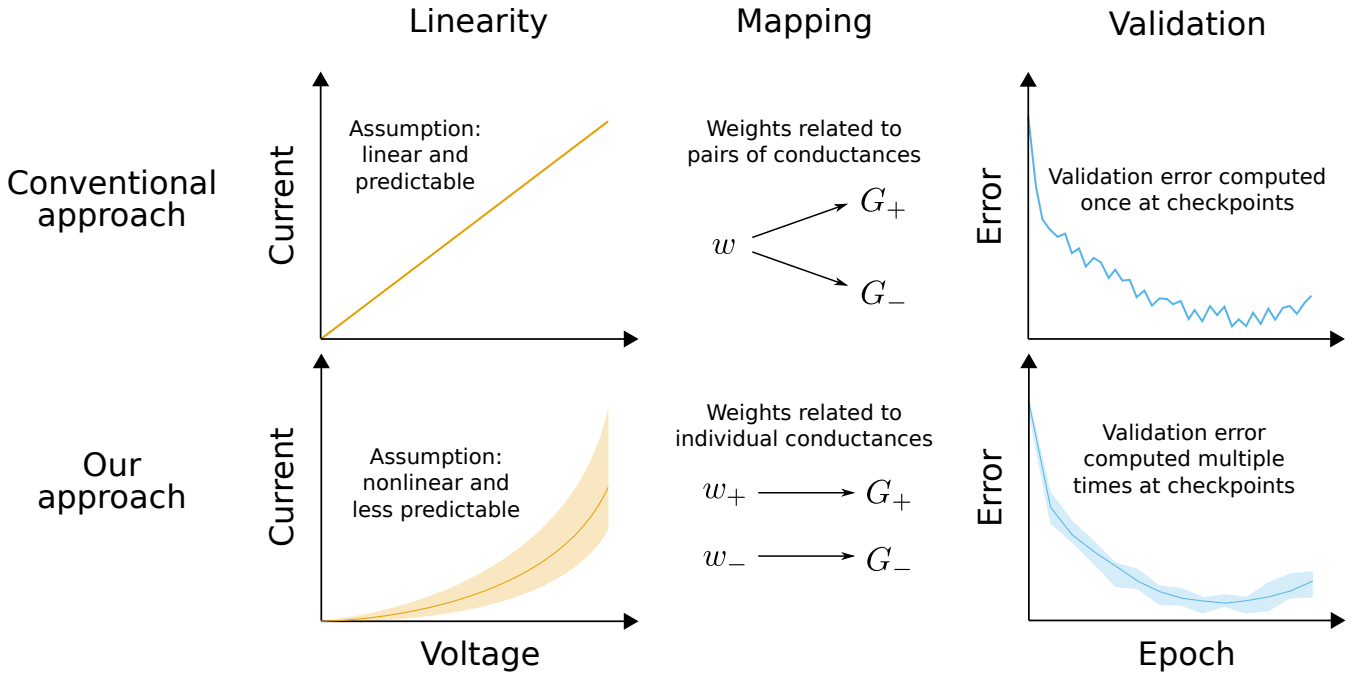 Linearity
Mapping
Validation
Conventional
approach
Current
Assumption:
linear and
predictable
Weights related to
pairs of conductances
w
G+
G−
Error
Validation error computed
once at checkpoints
Our
approach
Current
Assumption:
nonlinear and
less predictable
Voltage
Weights related to
individual conductances
w+
G+
w−
G−
Error
Validation error
computed multiple
times at checkpoints
Epoch